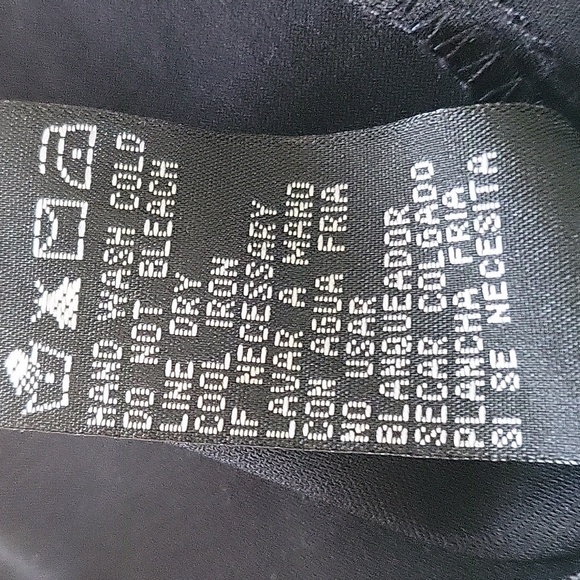 HAND WASH COLD
DO NOT BLEACH
LINE DRY
COOL IRON
IF NECESSARY
LAVAR A MANO
CON AGUA FRIA
NO USAR
BLANQUEADOR
SECAR COLGADO
PLANCHA FRIA
SI SE NECESITA